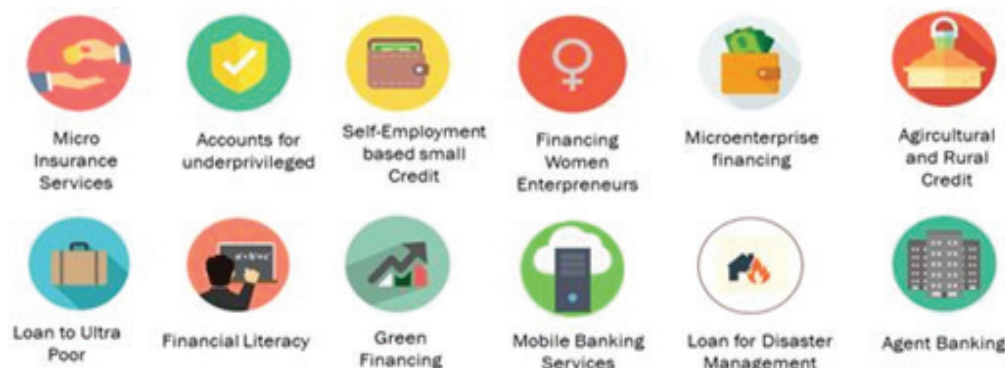 Micro
Insurance
Services
Accounts for
underprivileged
Self-Employment
based small
Credit
Financing
Women
Enterpreneurs
Microenterprise
financing
Agircultural
and Rural
Credit
Loan to Ultra
Poor
Financial Literacy
Green
Financing
Mobile Banking
Services
Loan for Disaster
Management
Agent Banking